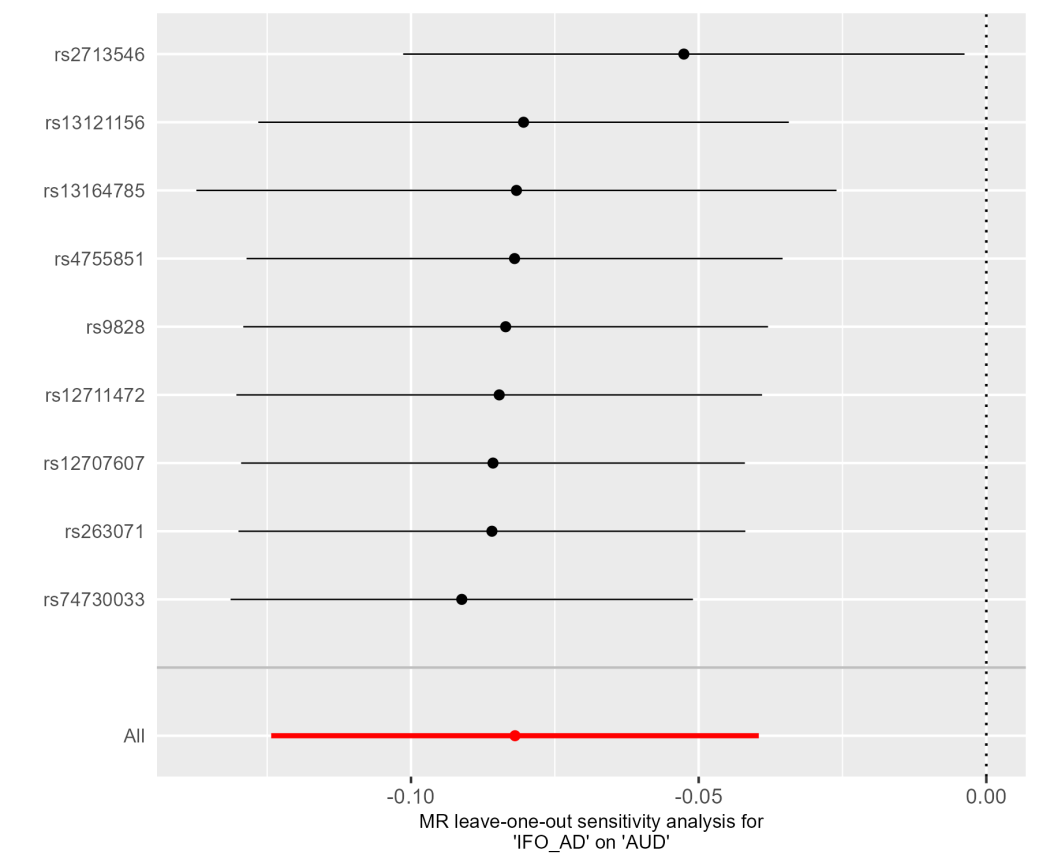 rs2713546
rs13121156
rs13164785
rs4755851
rs9828
rs12711472
rs12707607
rs263071
rs74730033
All
-0.10 -0.05 0.00
MR leave-one-out sensitivity analysis for
'IFO_AD' on 'AUD'